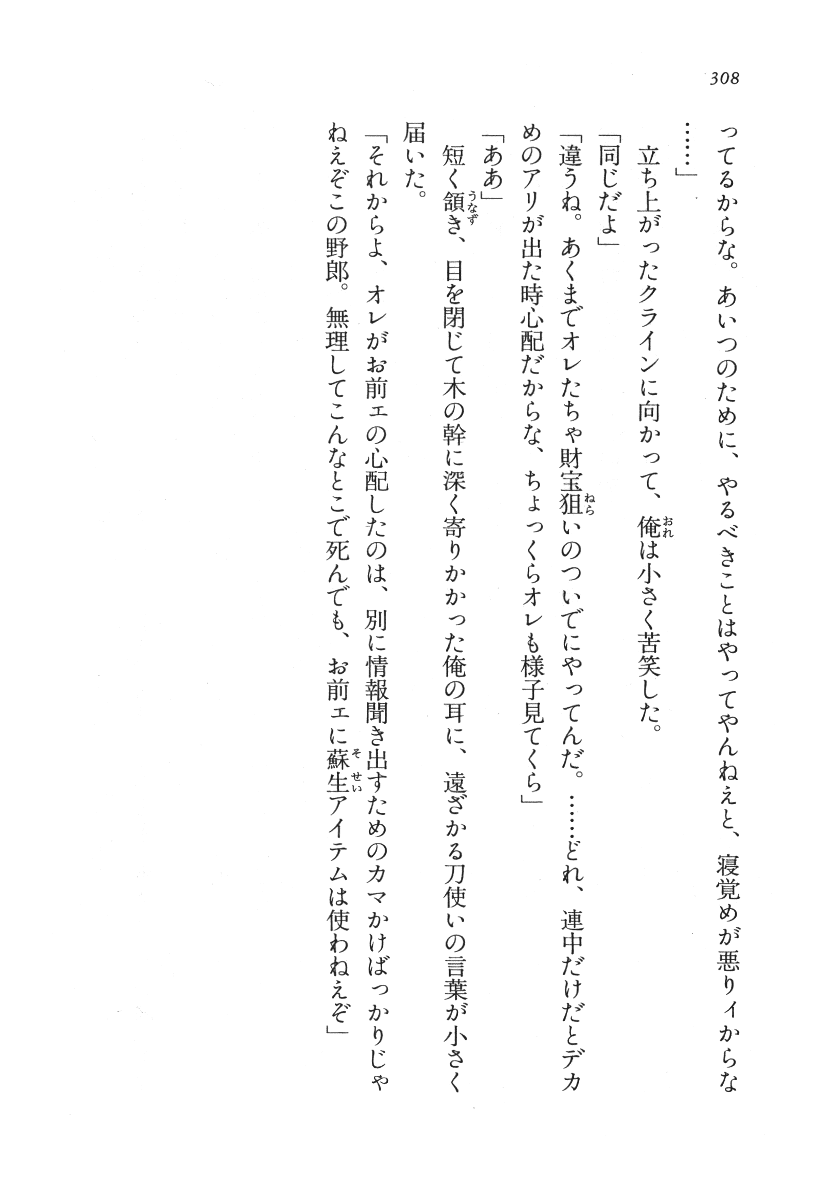 308
ってるからな。あいつのために、やるべきことはやってやんねえと、寝覚めが悪りィからな
……」
立ち上がったクラインに向かって、俺は小さく苦笑した。
「同じだよ」
「違うね。あくまでオレたちゃ財宝狙いのついでにやってんだ。……どれ、連中だけだとデカ
めのアリが出た時心配だからな、ちょっくらオレも様子見てくら」
「ああ」
短く頷き、目を閉じて木の幹に深く寄りかかった俺の耳に、遠ざかる刀使いの言葉が小さく
届いた。
「それからよ、オレがお前ェの心配したのは、別に情報聞き出すためのカマかけばっかりじゃ
ねえぞこの野郎。無理してこんなとこで死んでも、お前ェに蘇生アイテムは使わねえぞ」